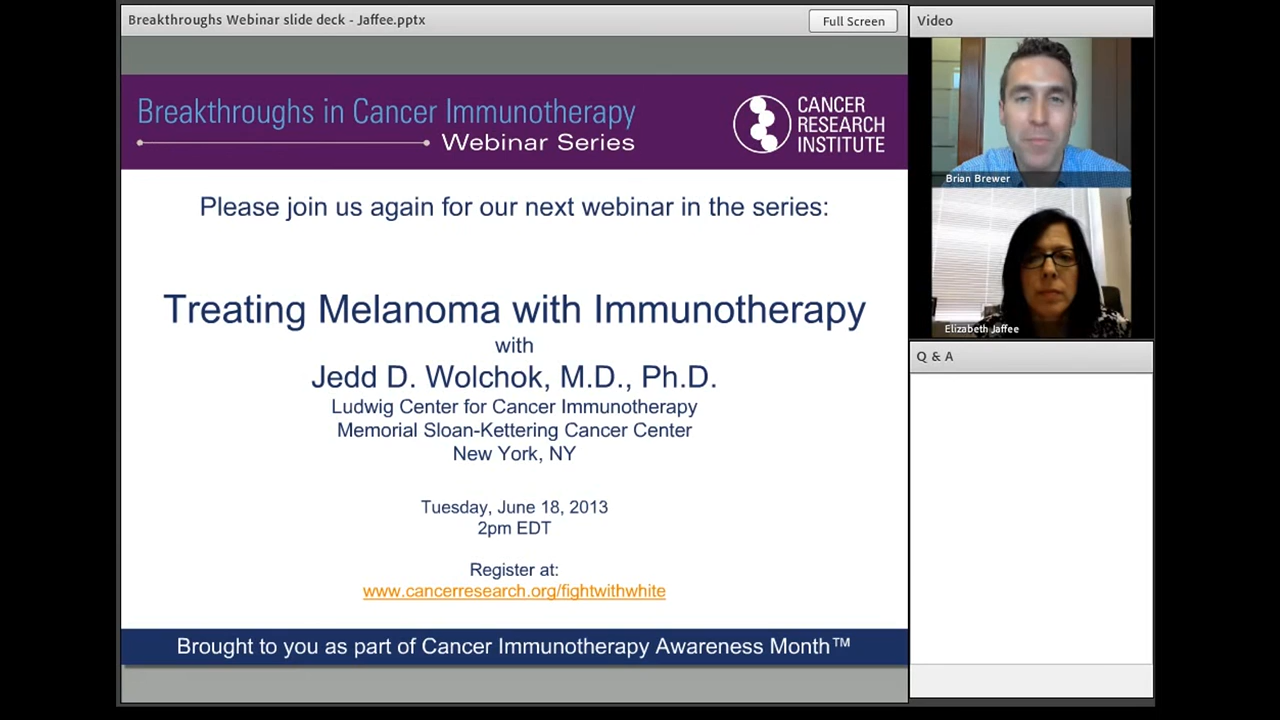 Breakthroughs Webinar slide deck - Jaffee.pptx
Full Screen
Breakthroughs in Cancer Immunotherapy
Webinar Series
CANCER
RESEARCH
INSTITUTE
Please join us again for our next webinar in the series:
Treating Melanoma with Immunotherapy
with
Jedd D. Wolchok, M.D., Ph.D.
Ludwig Center for Cancer Immunotherapy
Memorial Sloan-Kettering Cancer Center
New York, NY
Tuesday, June 18, 2013
2pm EDT
Register at:
www.cancerresearch.org/fightwithwhite
Brought to you as part of Cancer Immunotherapy Awareness Month™
Video
Brian Brewer
Elizabeth Jaffee
Q & A